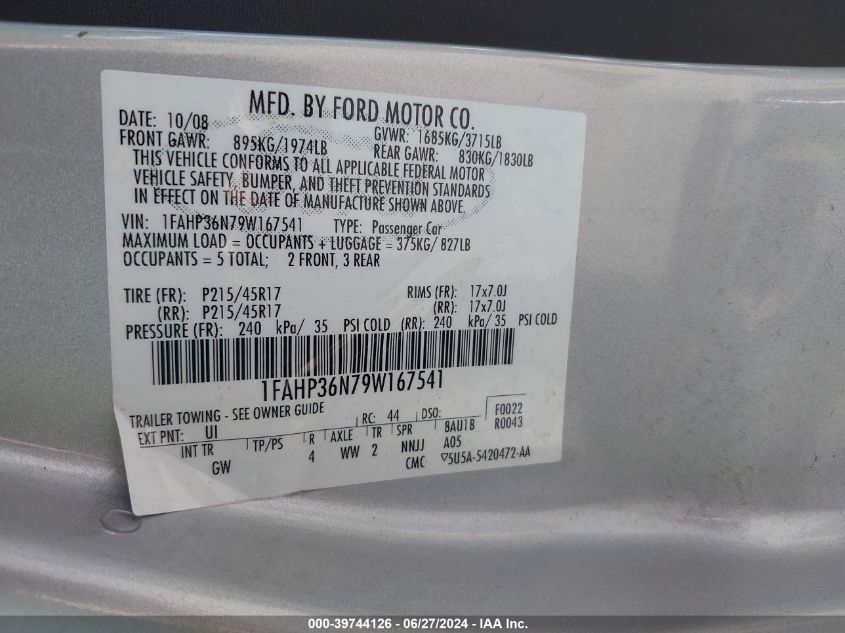 MFD. BY FORD MOTOR CO.
DATE: 10/08 GVWR: 1685KG/3715LB
FRONT GAWR: 895KG/1974LB REAR GAWR: 830KG/1830LB
THIS VEHICLE CONFORMS TO ALL APPLICABLE FEDERAL MOTOR
VEHICLE SAFETY, BUMPER, AND THEFT PREVENTION STANDARDS
IN EFFECT ON THE DATE OF MANUFACTURE SHOWN ABOVE.
VIN: 1FAHP36N79W167541 TYPE: Passenger Car
MAXIMUM LOAD = OCCUPANTS + LUGGAGE = 375KG/ 827LB
OCCUPANTS = 5 TOTAL; 2 FRONT, 3 REAR
TIRE (FR): P215/45R17 RIMS (FR): 17x7.0J
(RR): P215/45R17 (RR): 17x7.0J
PRESSURE (FR): 240 kPa/ 35 PSI COLD (RR): 240 kPa/ 35 PSI COLD
1FAHP36N79W167541
TRAILER TOWING - SEE OWNER GUIDE
EXT PNT: UI RC: 44 DSO: F0022
INT TR TP/PS R AXLE TR SPR 8AU1B R0043
GW 4 WW 2 NNJJ A05
CMC 5U5A-5420472-AA
000-39744126 - 06/27/2024 - IAA Inc.